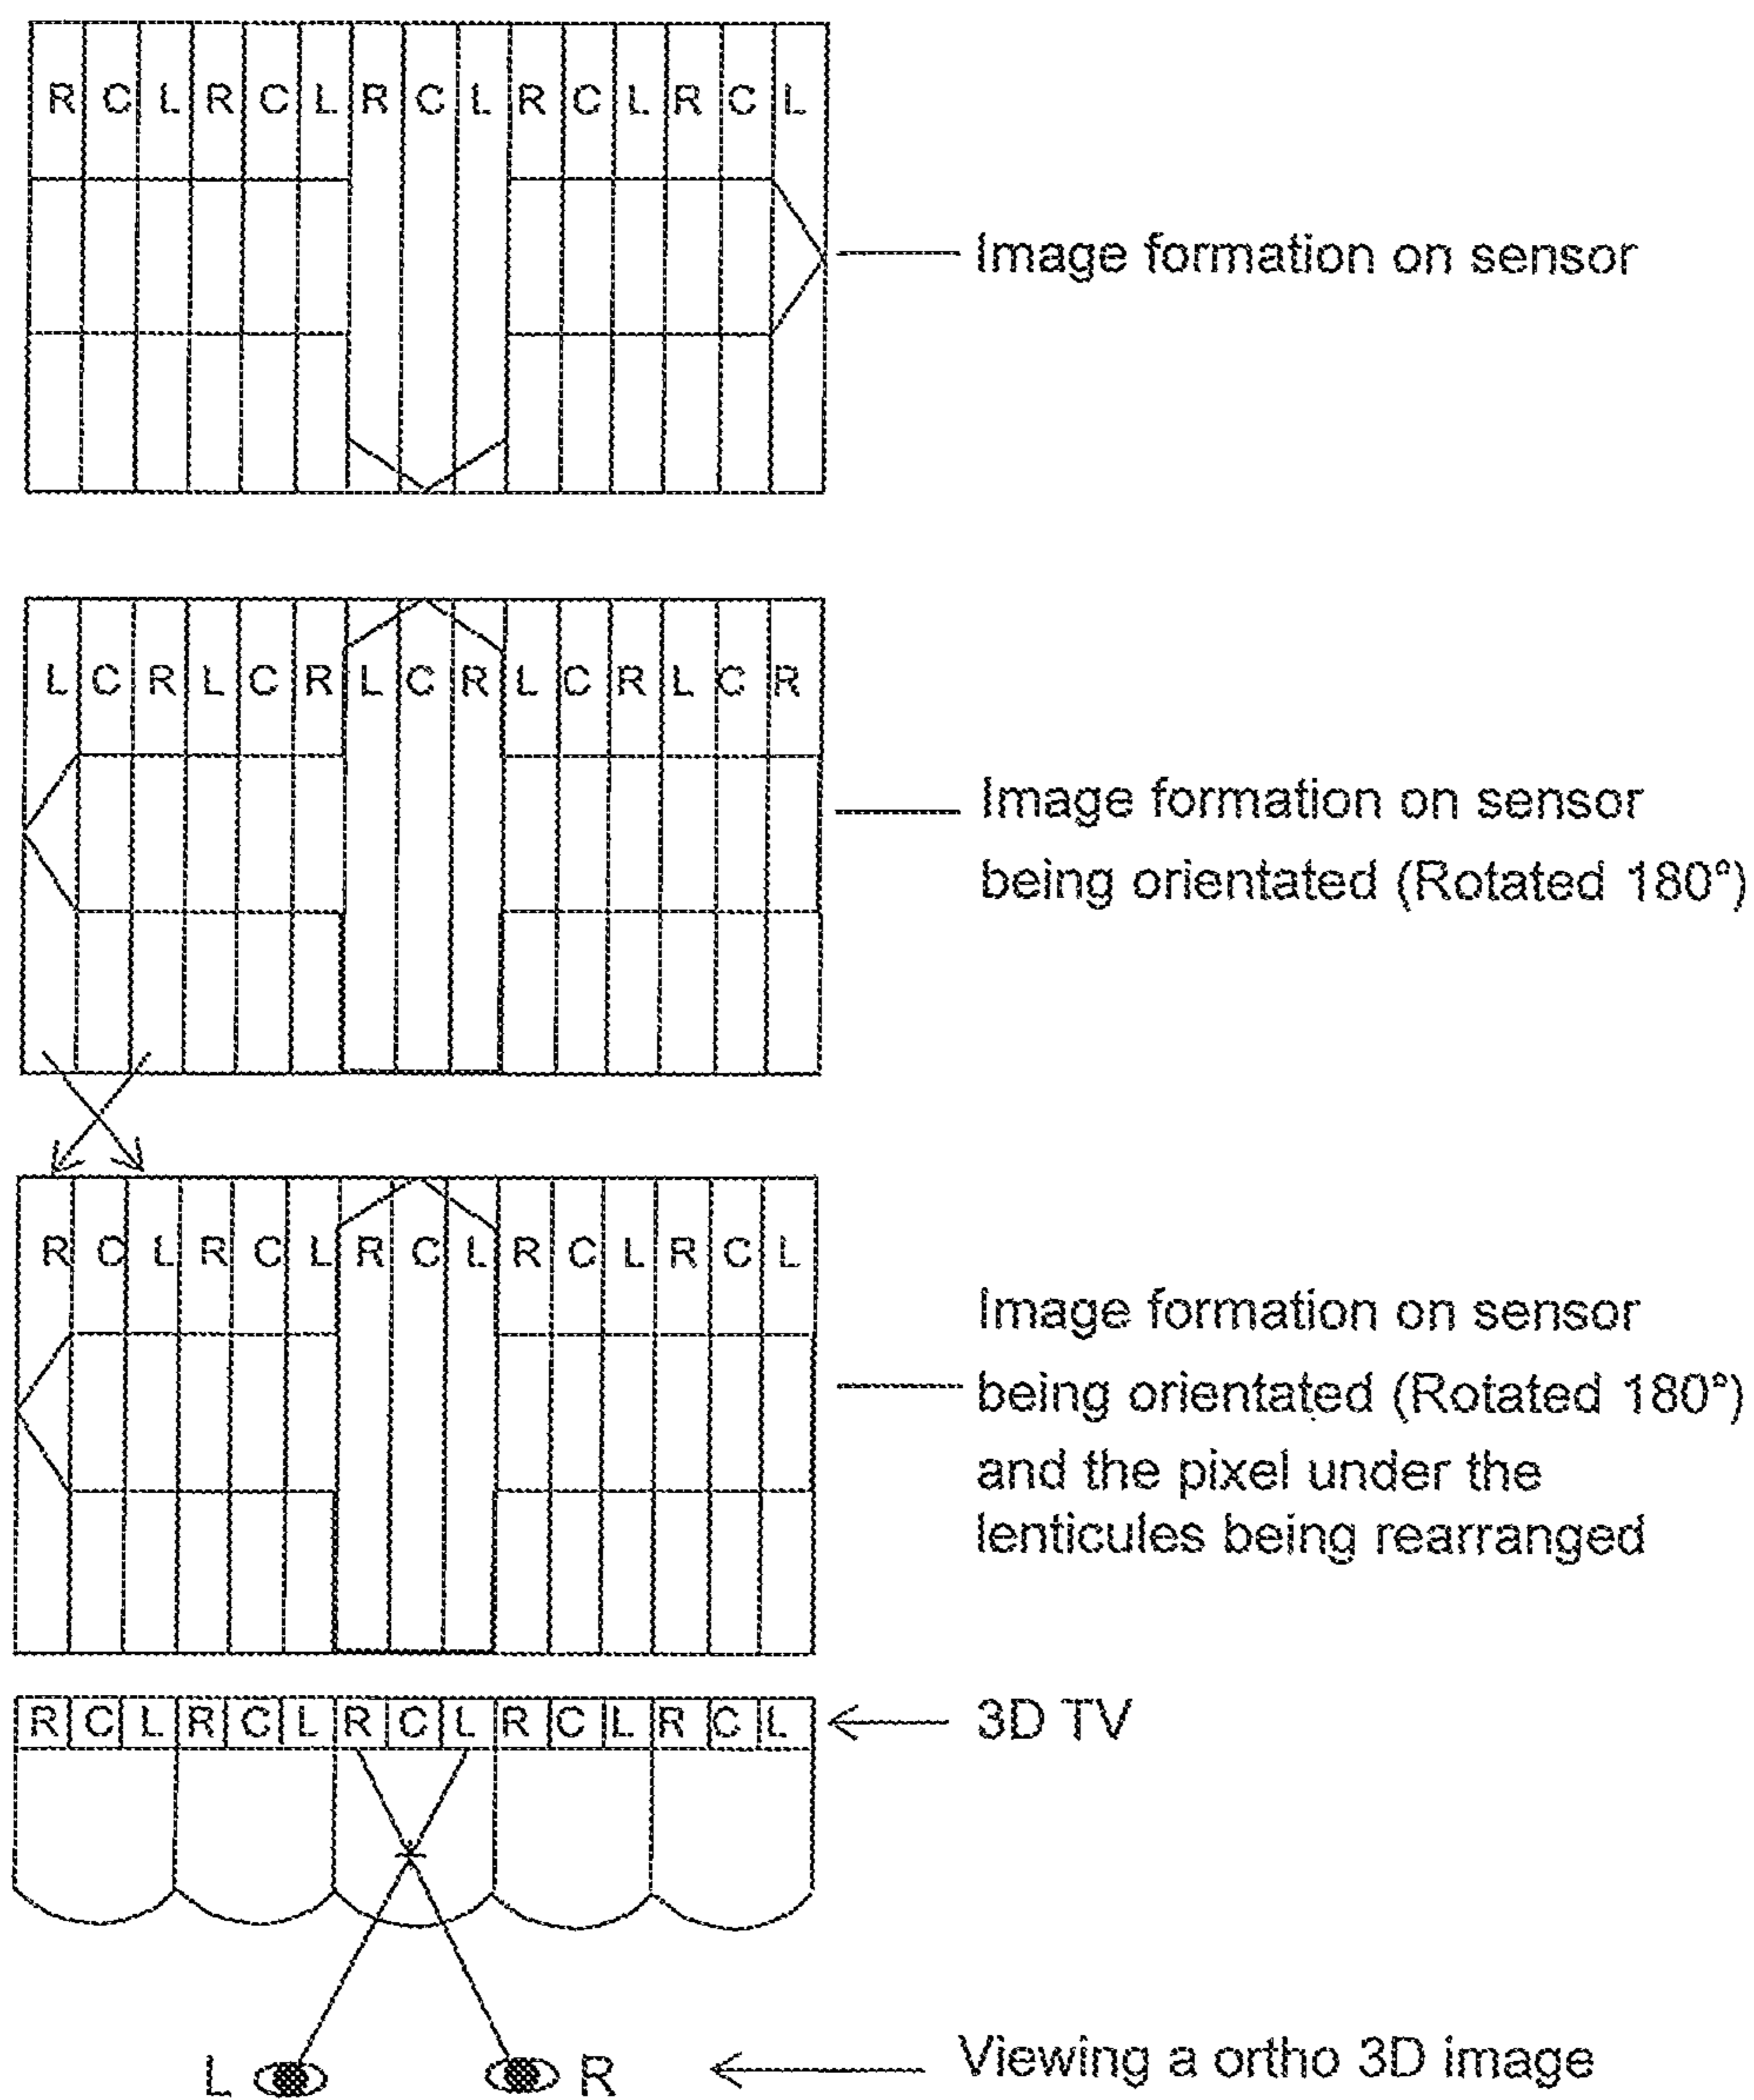 R C L R C L R C L R C L R C L
Image formation on sensor
L C R L C R L C R L C R L C R
Image formation on sensor
being orientated (Rotated 180°)
R C L R C L R C L R C L R C L
Image formation on sensor
being orientated (Rotated 180°)
and the pixel under the
lenticules being rearranged
R C L R C L R C L R C L R C L
3D TV
L R
Viewing a ortho 3D image